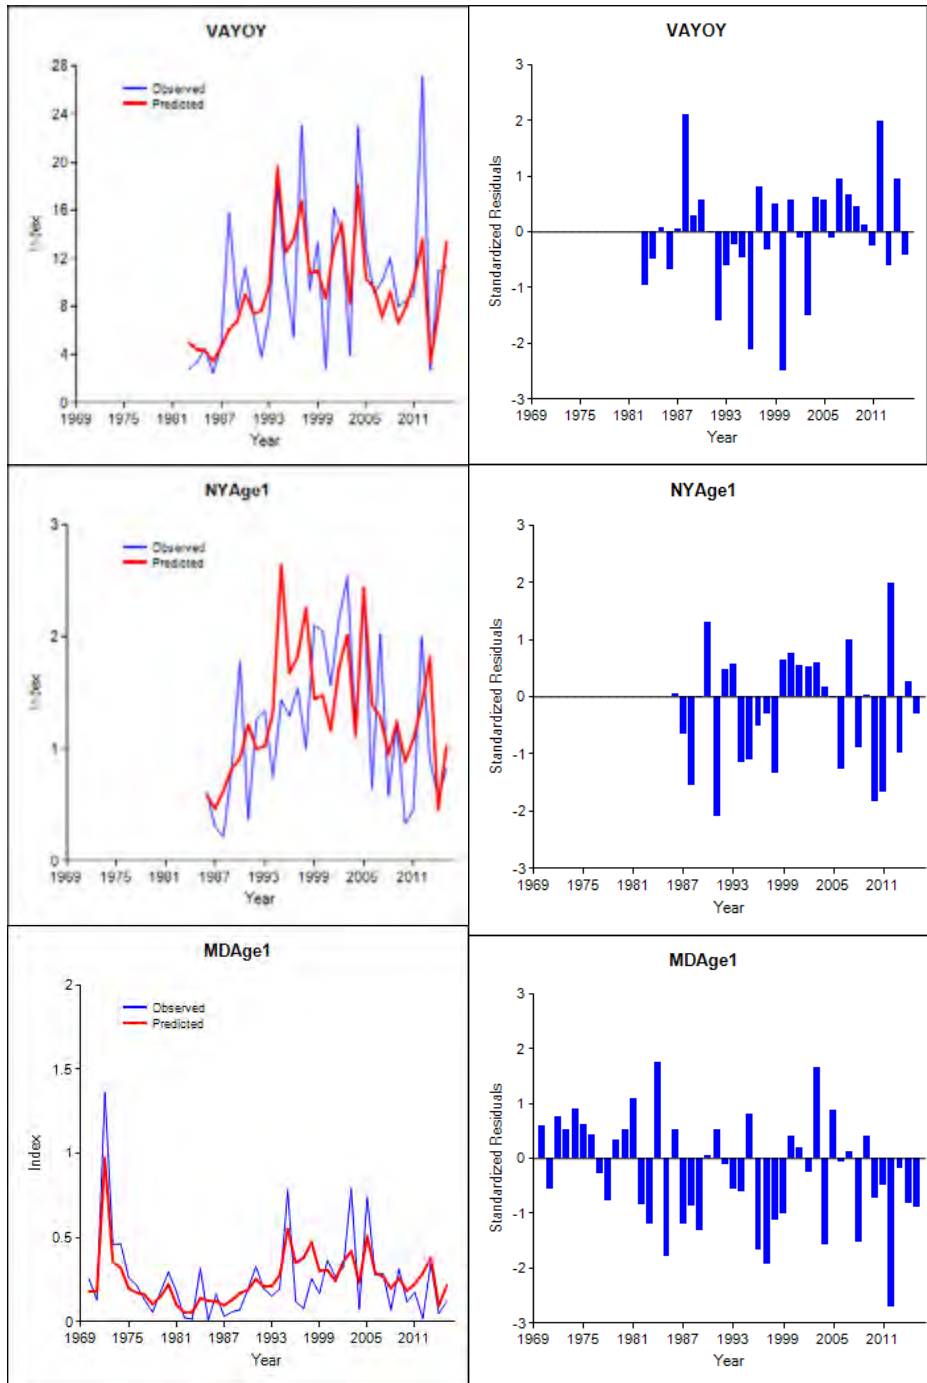 VAYOY
28
24
20
16
12
8
4
0
Observed
Predicted
Index
1969 1975 1981 1987 1993 1999 2005 2011
Year
VAYOY
3
2
1
0
-1
-2
-3
Standardized Residuals
1969 1975 1981 1987 1993 1999 2005 2011
Year
NYAge1
3
2
1
0
Observed
Predicted
Index
1969 1975 1981 1987 1993 1999 2005 2011
Year
NYAge1
3
2
1
0
-1
-2
-3
Standardized Residuals
1969 1975 1981 1987 1993 1999 2005 2011
Year
MDAge1
2
1.5
1
0.5
0
Observed
Predicted
Index
1969 1975 1981 1987 1993 1999 2005 2011
Year
MDAge1
3
2
1
0
-1
-2
-3
Standardized Residuals
1969 1975 1981 1987 1993 1999 2005 2011
Year